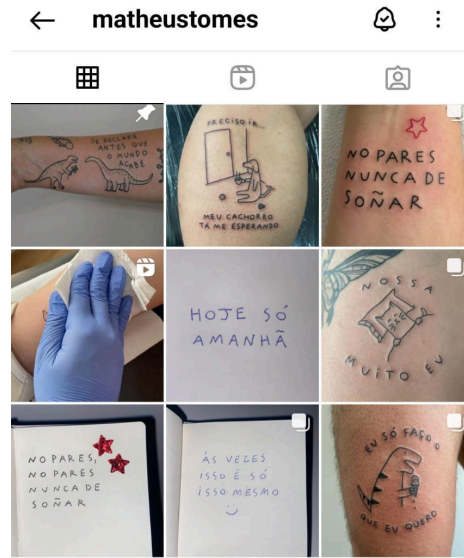 matheustomes
SE DECLARE
ANTES QUE
O MUNDO
ACABE
PRECISO IR...
MEU CACHORRO
TÁ ME ESPERANDO
NO PARES
NUNCA DE
SOÑAR
HOJE SÓ
AMANHÃ
NOSSA
MUITO EU
NO PARES,
NO PARES
NUNCA DE
SOÑAR
ÀS VEZES
ISSO É SÓ
ISSO MESMO
:)
EU SÓ FAÇO O
QUE EU QUERO